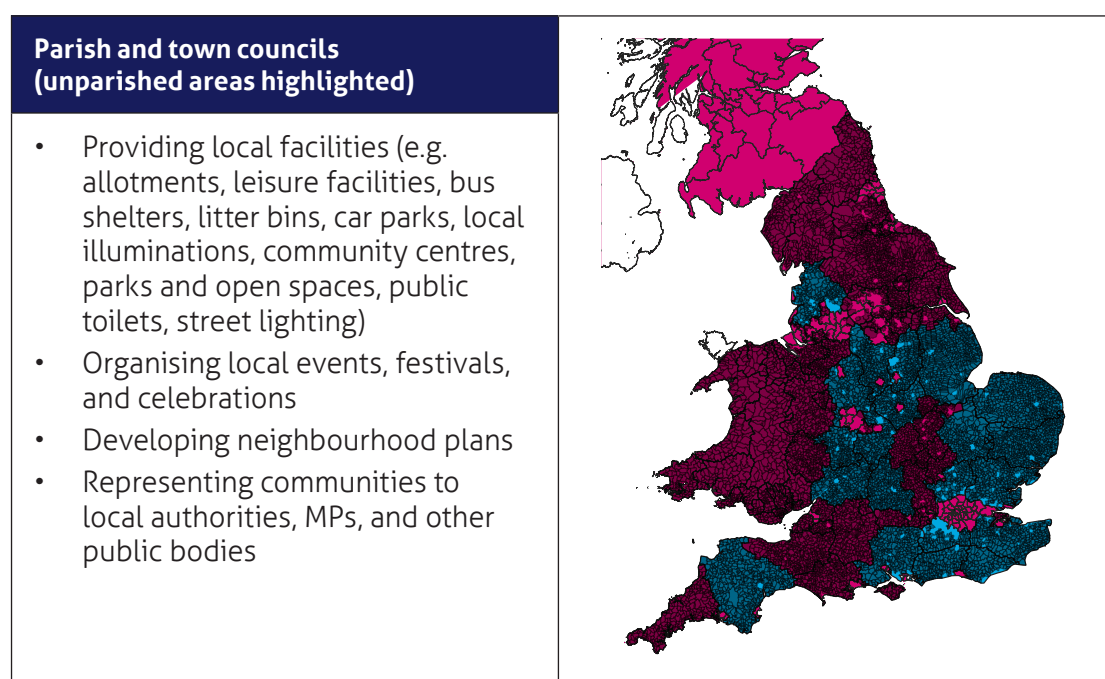 Parish and town councils
(unparished areas highlighted)
• Providing local facilities (e.g.
allotments, leisure facilities, bus
shelters, litter bins, car parks, local
illuminations, community centres,
parks and open spaces, public
toilets, street lighting)
• Organising local events, festivals,
and celebrations
• Developing neighbourhood plans
• Representing communities to
local authorities, MPs, and other
public bodies